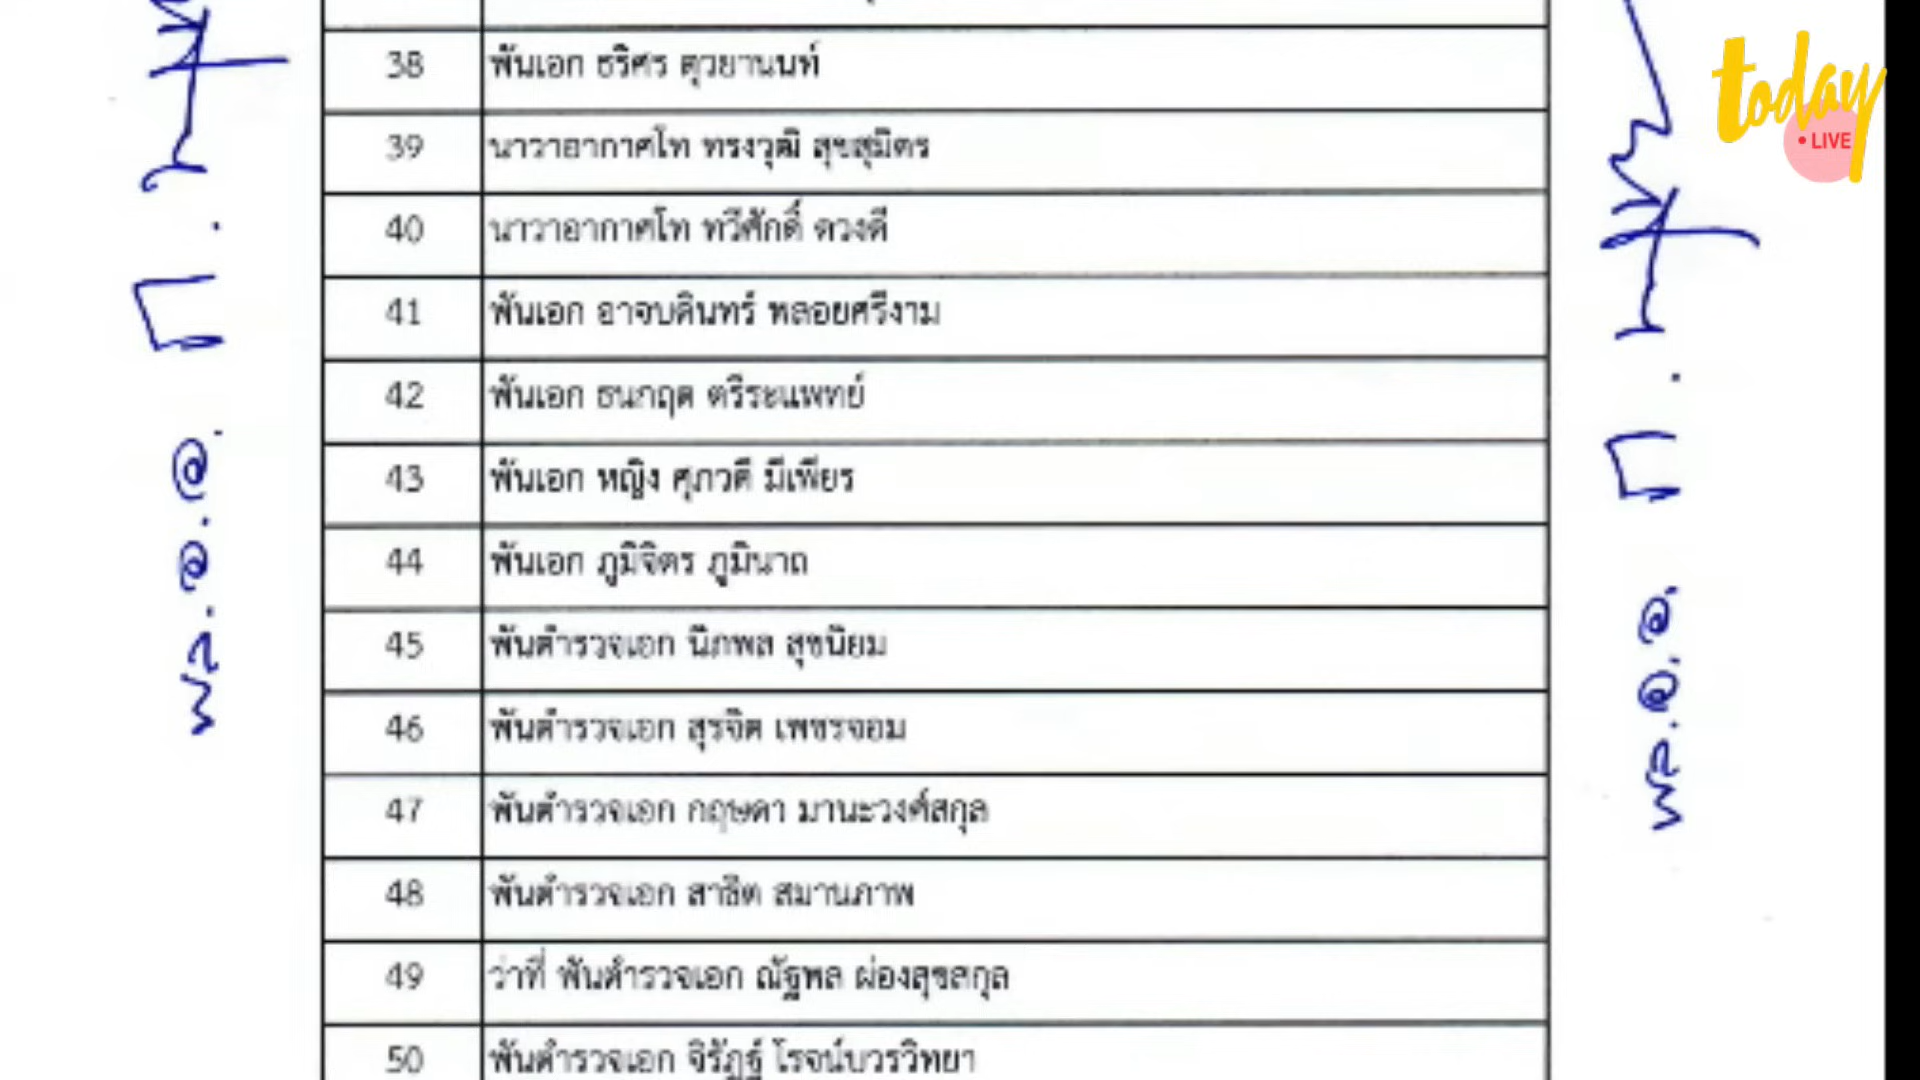 today
• LIVE
38 พันเอก ธริศร ตุวยานนท์
39 นาวาอากาศโท ทรงวุฒิ สุขสุมิตร
40 นาวาอากาศโท ทวีศักดิ์ ดวงดี
41 พันเอก อาจบดินทร์ พลอยศรีงาม
42 พันเอก ธนกฤต ตรีระแพทย์
43 พันเอก หญิง ศุภวดี มีเพียร
44 พันเอก ภูมิจิตร ภูมินาถ
45 พันตำรวจเอก นิภพล สุขนิยม
46 พันตำรวจเอก สุรจิต เพชรจอม
47 พันตำรวจเอก กฤษดา มานะวงศ์สกุล
48 พันตำรวจเอก สาธิต สมานภาพ
49 ว่าที่ พันตำรวจเอก ณัฐพล ผ่องสุขสกุล
50 พันตำรวจเอก จิรัฏฐ์ โรจน์บวรวิทยา